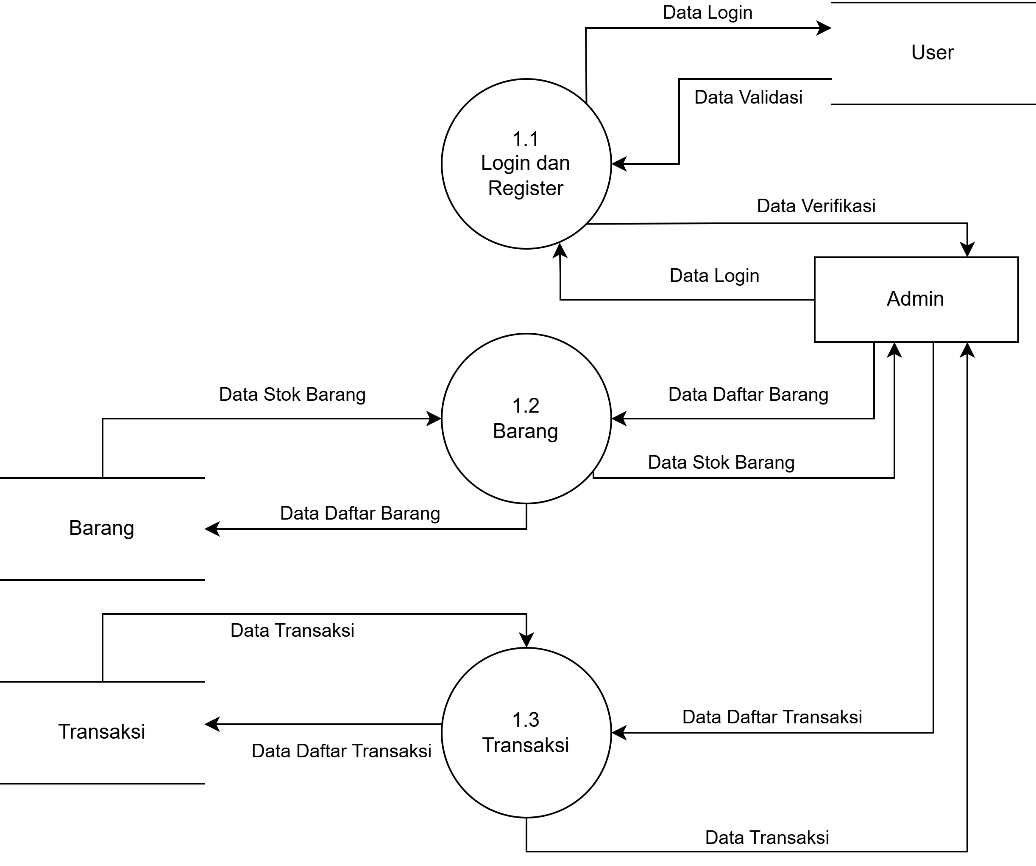 Data Login
User
Data Validasi
1.1
Login dan
Register
Data Verifikasi
Data Login
Admin
Data Stok Barang
1.2
Barang
Data Daftar Barang
Data Stok Barang
Data Daftar Barang
Barang
Data Transaksi
1.3
Transaksi
Data Daftar Transaksi
Transaksi
Data Daftar Transaksi
Data Transaksi